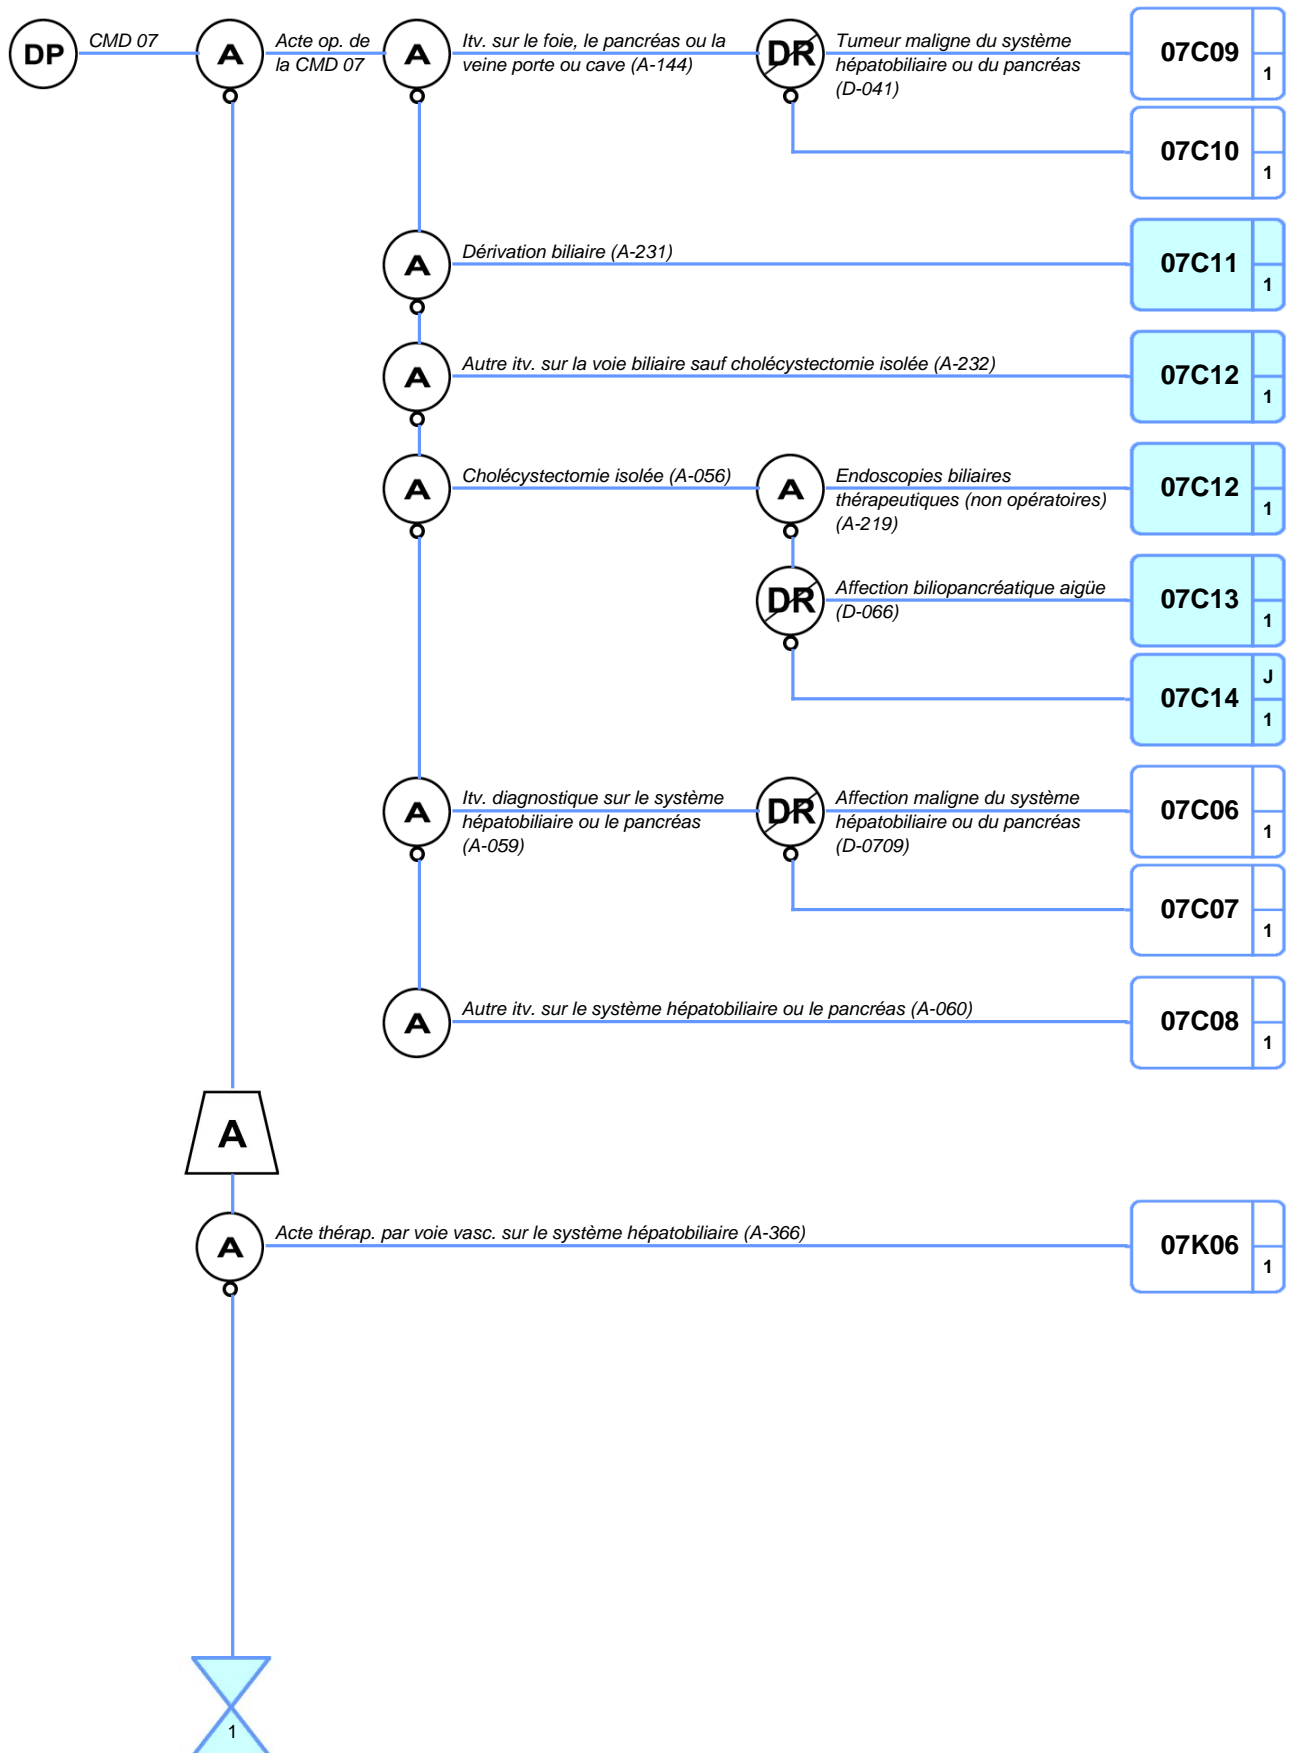 DP
CMD 07
A
Acte op. de
la CMD 07
A
Itv. sur le foie, le pancréas ou la
veine porte ou cave (A-144)
DR
Tumeur maligne du système
hépatobiliaire ou du pancréas
(D-041)
07C09
1
07C10
1
A
Dérivation biliaire (A-231)
07C11
1
A
Autre itv. sur la voie biliaire sauf cholécystectomie isolée (A-232)
07C12
1
A
Cholécystectomie isolée (A-056)
A
Endoscopies biliaires
thérapeutiques (non opératoires)
(A-219)
07C12
1
DR
Affection biliopancréatique aigüe
(D-066)
07C13
1
07C14
J
1
A
Itv. diagnostique sur le système
hépatobiliaire ou le pancréas
(A-059)
DR
Affection maligne du système
hépatobiliaire ou du pancréas
(D-0709)
07C06
1
07C07
1
A
Autre itv. sur le système hépatobiliaire ou le pancréas (A-060)
07C08
1
A
A
Acte thérap. par voie vasc. sur le système hépatobiliaire (A-366)
07K06
1
1